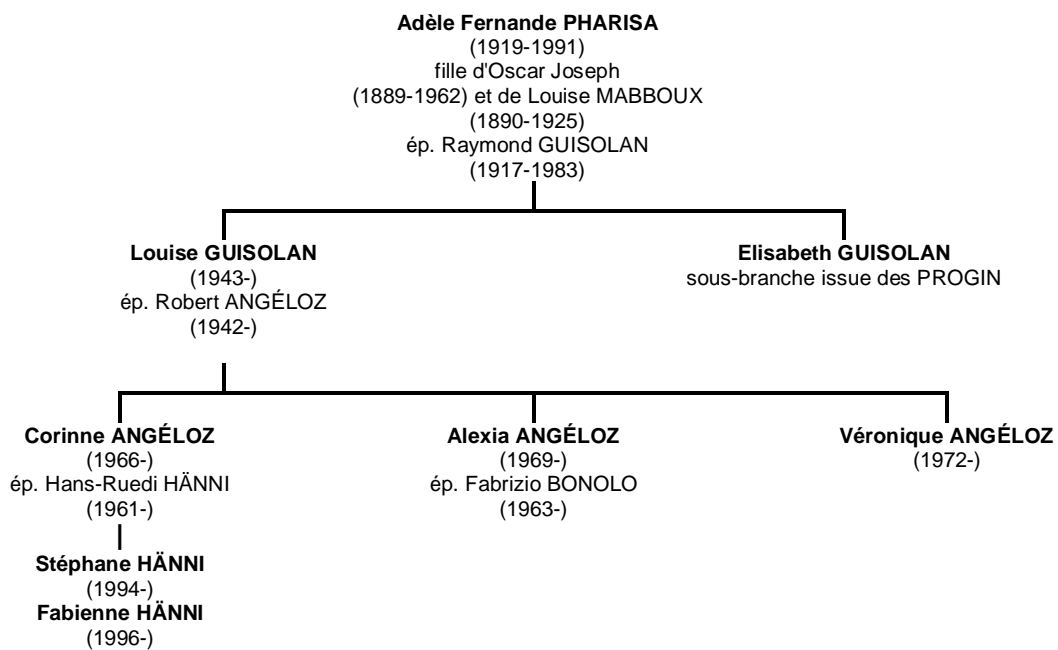 Adèle Fernande PHARISA
(1919-1991)
fille d'Oscar Joseph
(1889-1962) et de Louise MABBOUX
(1890-1925)
ép. Raymond GUISOLAN
(1917-1983)
Louise GUISOLAN
(1943-)
ép. Robert ANGÉLOZ
(1942-)
Elisabeth GUISOLAN
sous-branche issue des PROGIN
Corinne ANGÉLOZ
(1966-)
ép. Hans-Ruedi HÄNNI
(1961-)
Stéphane HÄNNI
(1994-)
Fabienne HÄNNI
(1996-)
Alexia ANGÉLOZ
(1969-)
ép. Fabrizio BONOLO
(1963-)
Véronique ANGÉLOZ
(1972-)